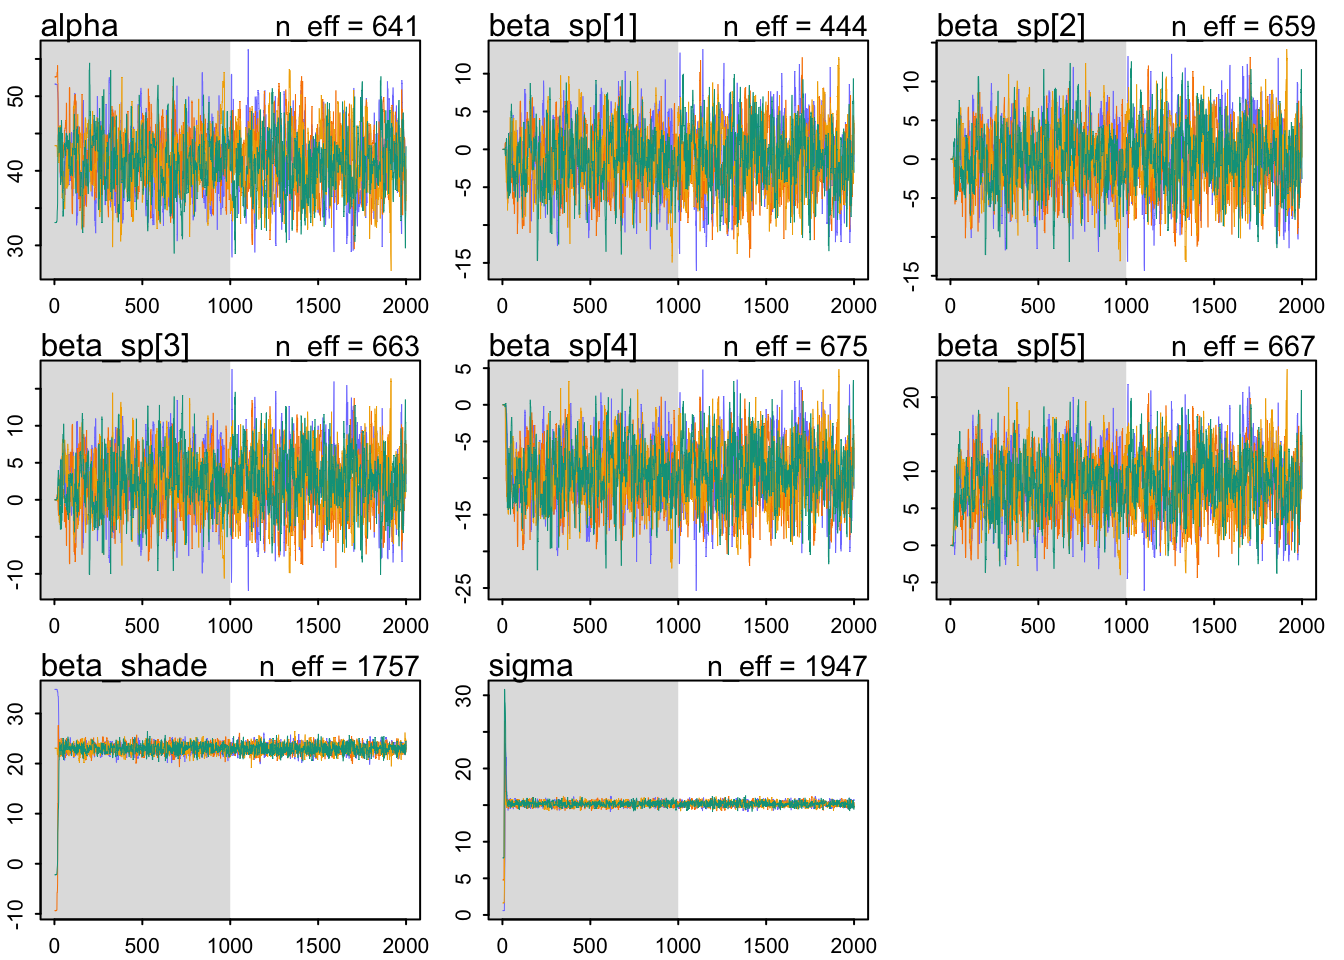 alpha n_eff = 641
30 40 50
0 500 1000 1500 2000
beta_sp[1] n_eff = 444
-15 -5 0 5 10
0 500 1000 1500 2000
beta_sp[2] n_eff = 659
-15 -5 0 5 10
0 500 1000 1500 2000
beta_sp[3] n_eff = 663
-10 0 5 10
0 500 1000 1500 2000
beta_sp[4] n_eff = 675
-25 -15 -5 0 5
0 500 1000 1500 2000
beta_sp[5] n_eff = 667
-5 0 5 10 20
0 500 1000 1500 2000
beta_shade n_eff = 1757
-10 0 10 20 30
0 500 1000 1500 2000
sigma n_eff = 1947
0 5 10 20 30
0 500 1000 1500 2000